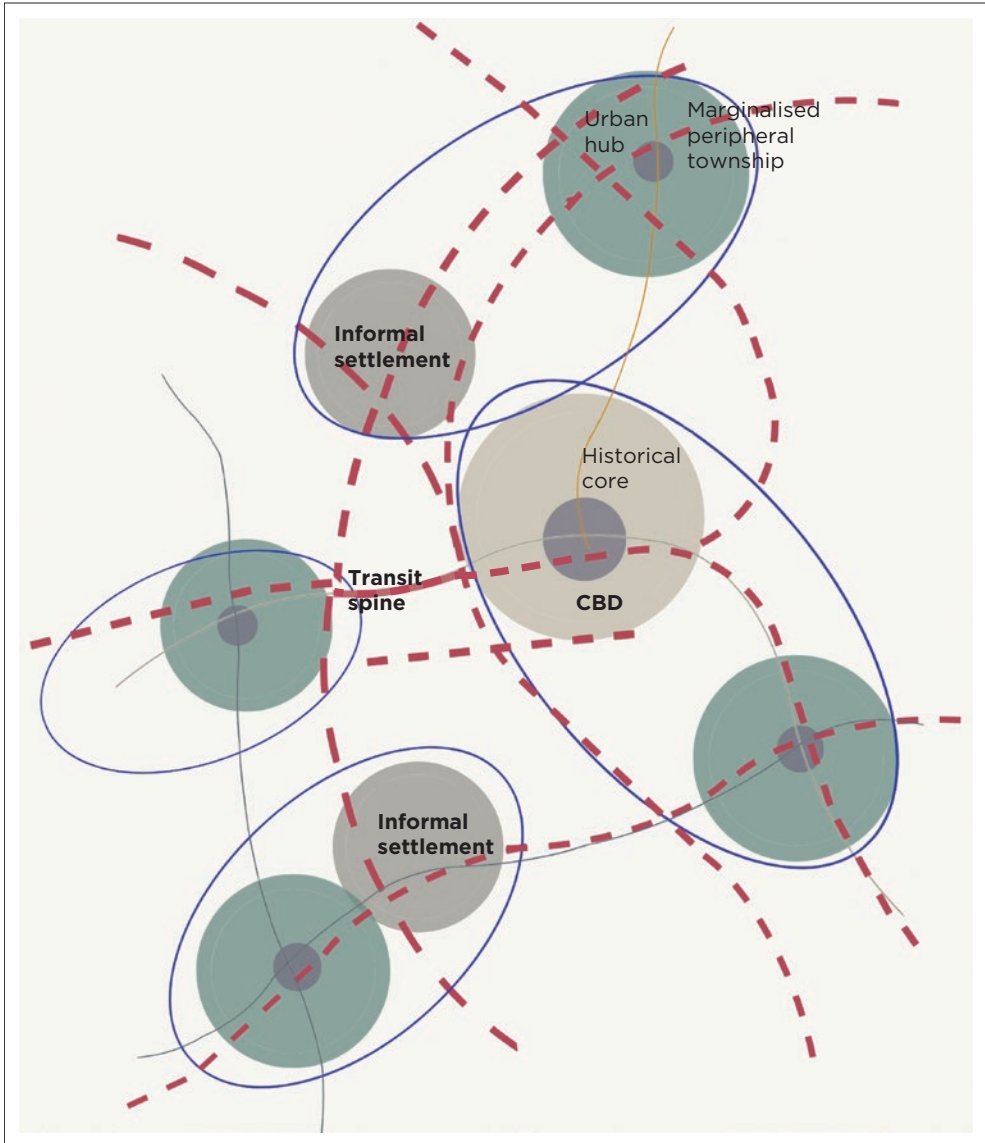 Urban
hub
Marginalised
peripheral
township
Informal
settlement
Historical
core
Transit
spine
CBD
Informal
settlement